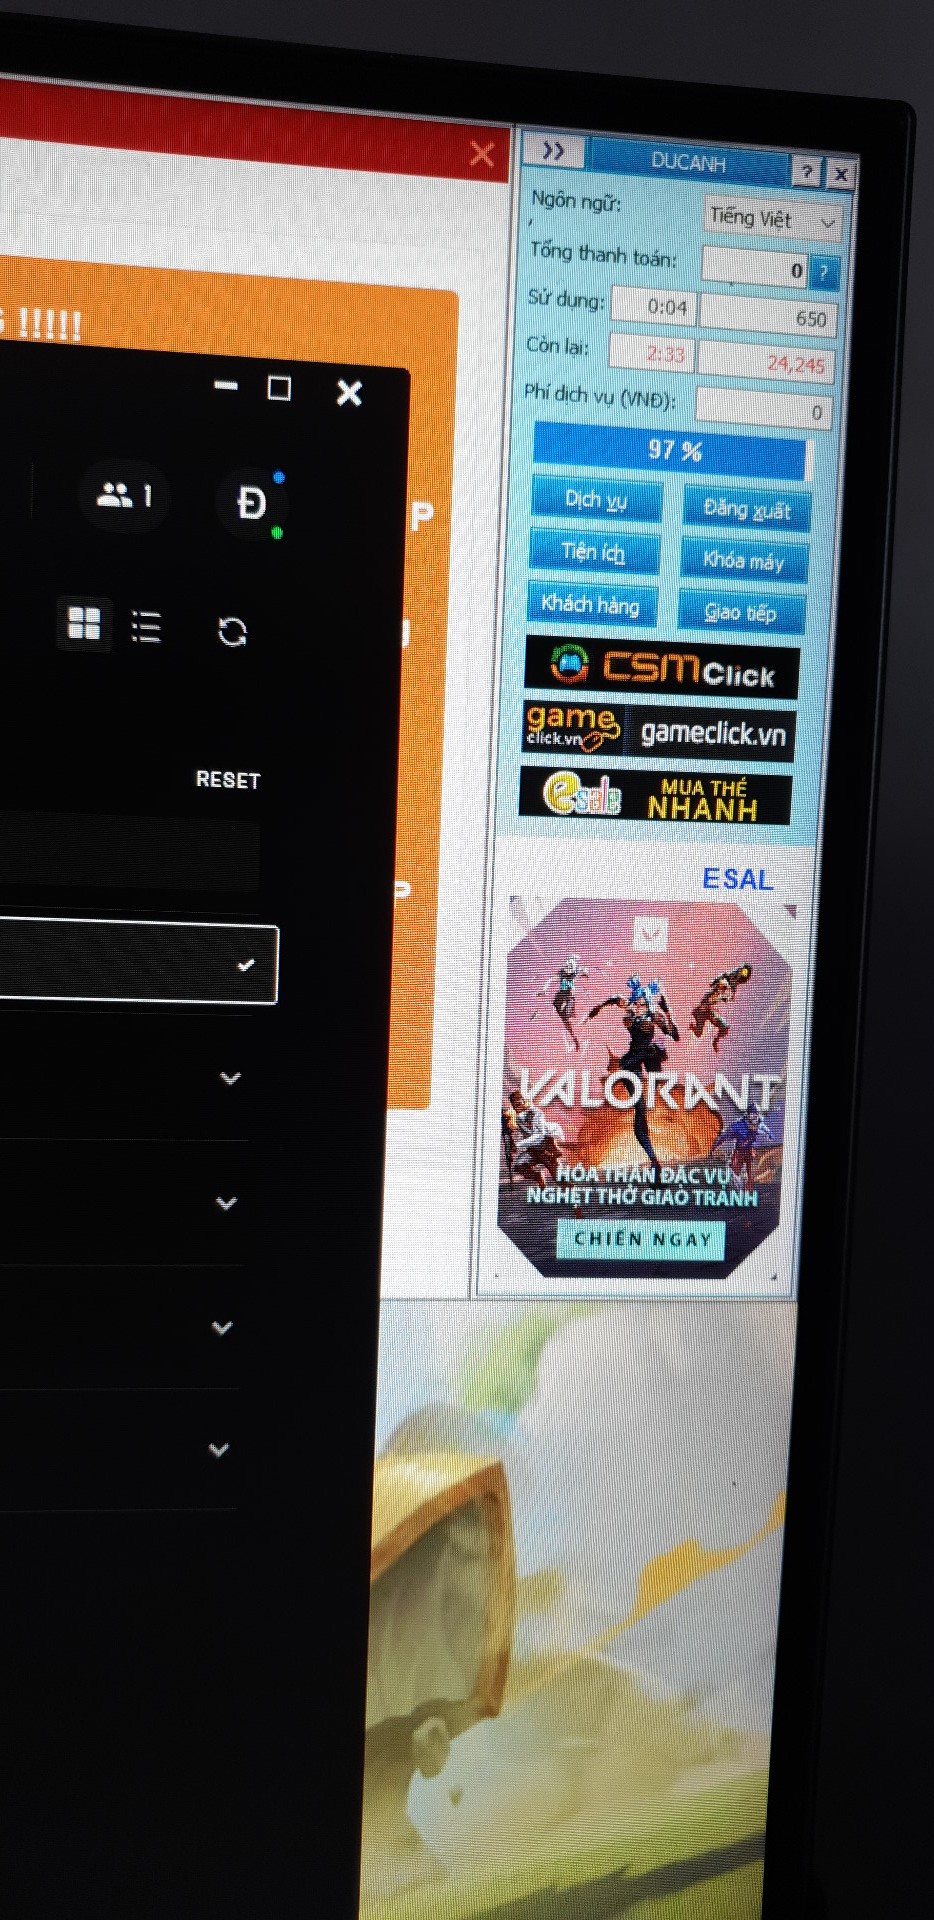 DUCANH
Ngôn ngữ: Tiếng Việt
Tổng thanh toán: 0 ?
Sử dụng: 0:04 650
Còn lại: 2:33 24,245
Phí dịch vụ (VNĐ): 0
97 %
Dịch vụ Đăng xuất
Tiện ích Khóa máy
Khách hàng Giao tiếp
CSM Click
game click.vn gameclick.vn
esale MUA THẺ
NHANH
ESAL
VALORANT
HÓA THÂN ĐẶC VỤ
NGHẸT THỞ GIAO TRANH
CHIẾN NGAY
!!!!!
1 Đ
P
RESET
P